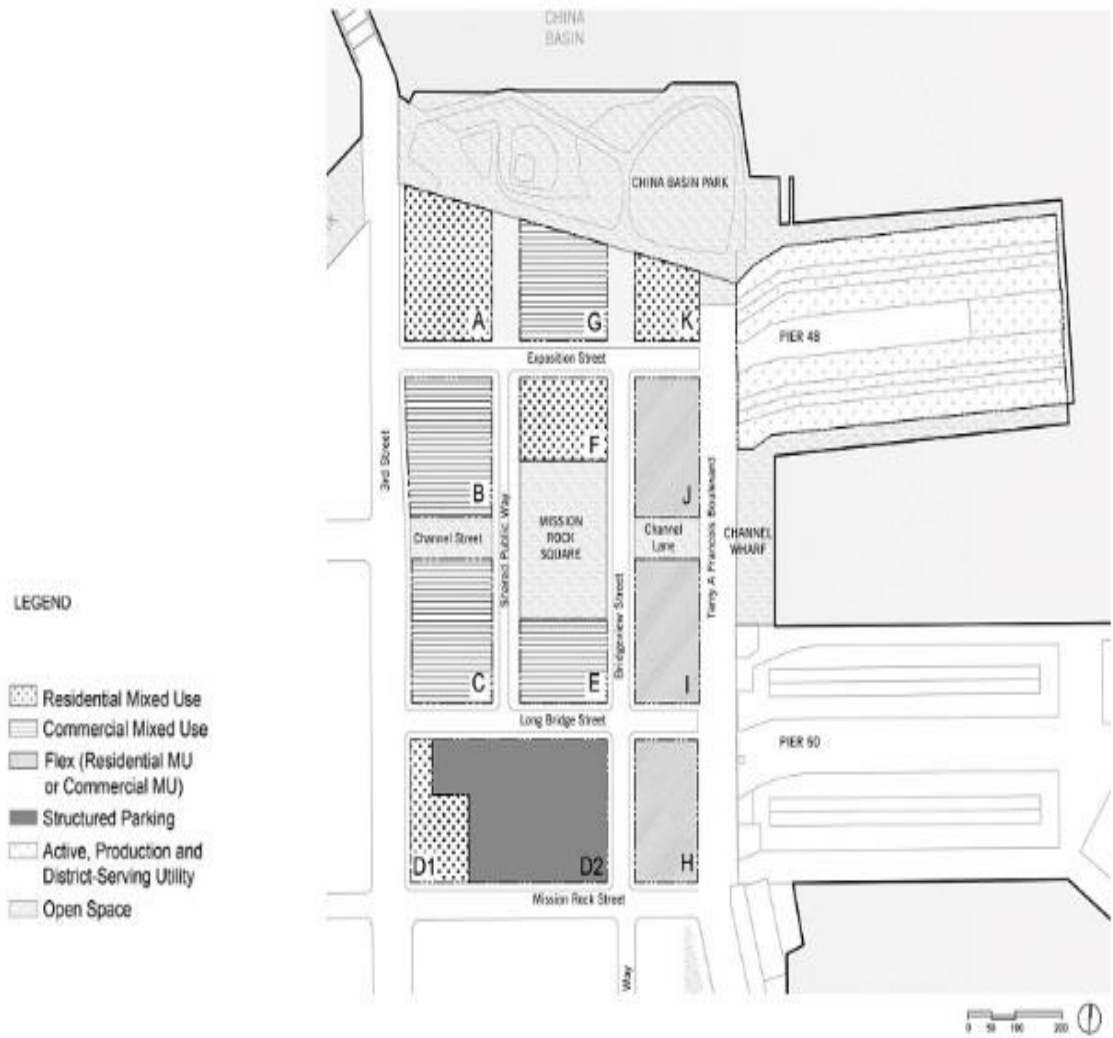 CHINA
BASIN
CHINA BASIN PARK
A
G
K
PIER 48
Exposition Street
3rd Street
B
Shared Public Way
F
MISSION
ROCK
SQUARE
J
Channel Street
Channel
Lane
Terry A Francois Boulevard
CHANNEL
WHARF
Bridgeview Street
C
E
I
Long Bridge Street
PIER 50
D1
D2
H
Mission Rock Street
Way
LEGEND
Residential Mixed Use
Commercial Mixed Use
Flex (Residential MU
or Commercial MU)
Structured Parking
Active, Production and
District-Serving Utility
Open Space
0 50 100 200